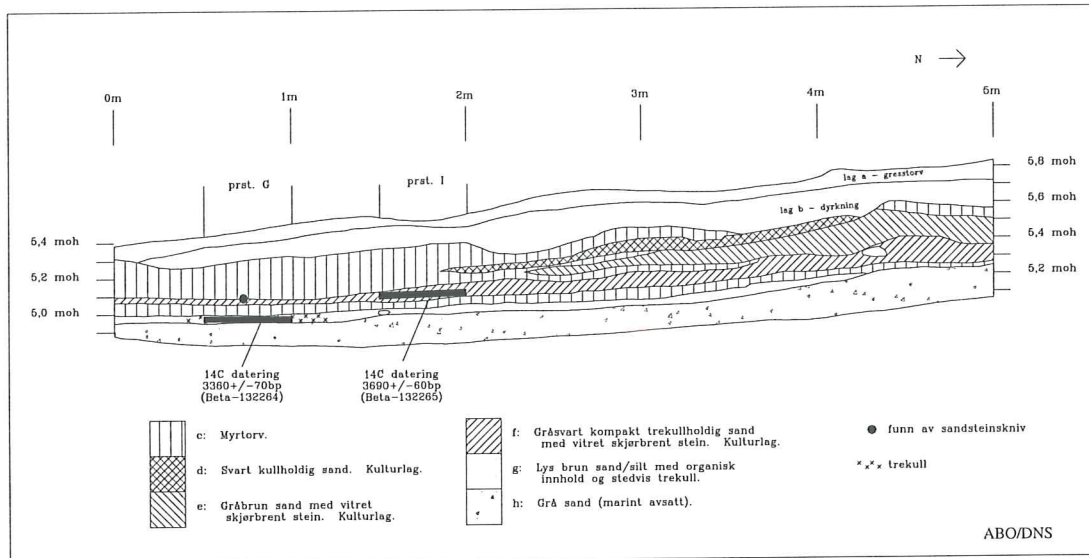 N
0m 1m 2m 3m 4m 5m
prst. G prst. I
lag a - gresstorv
lag b - dyrkning
5,8 moh
5,6 moh
5,4 moh
5,2 moh
5,4 moh
5,2 moh
5,0 moh
14C datering
3360+/-70bp
(Beta-132264)
14C datering
3690+/-60bp
(Beta-132265)
c: Myrtorv.
d: Svart kullholdig sand. Kulturlag.
e: Gråbrun sand med vitret
skjørbrent stein. Kulturlag.
f: Gråsvart kompakt trekullholdig sand
med vitret skjørbrent stein. Kulturlag.
g: Lys brun sand/silt med organisk
innhold og stedvis trekull.
h: Grå sand (marint avsatt).
funn av sandsteinskniv
trekull
ABO/DNS